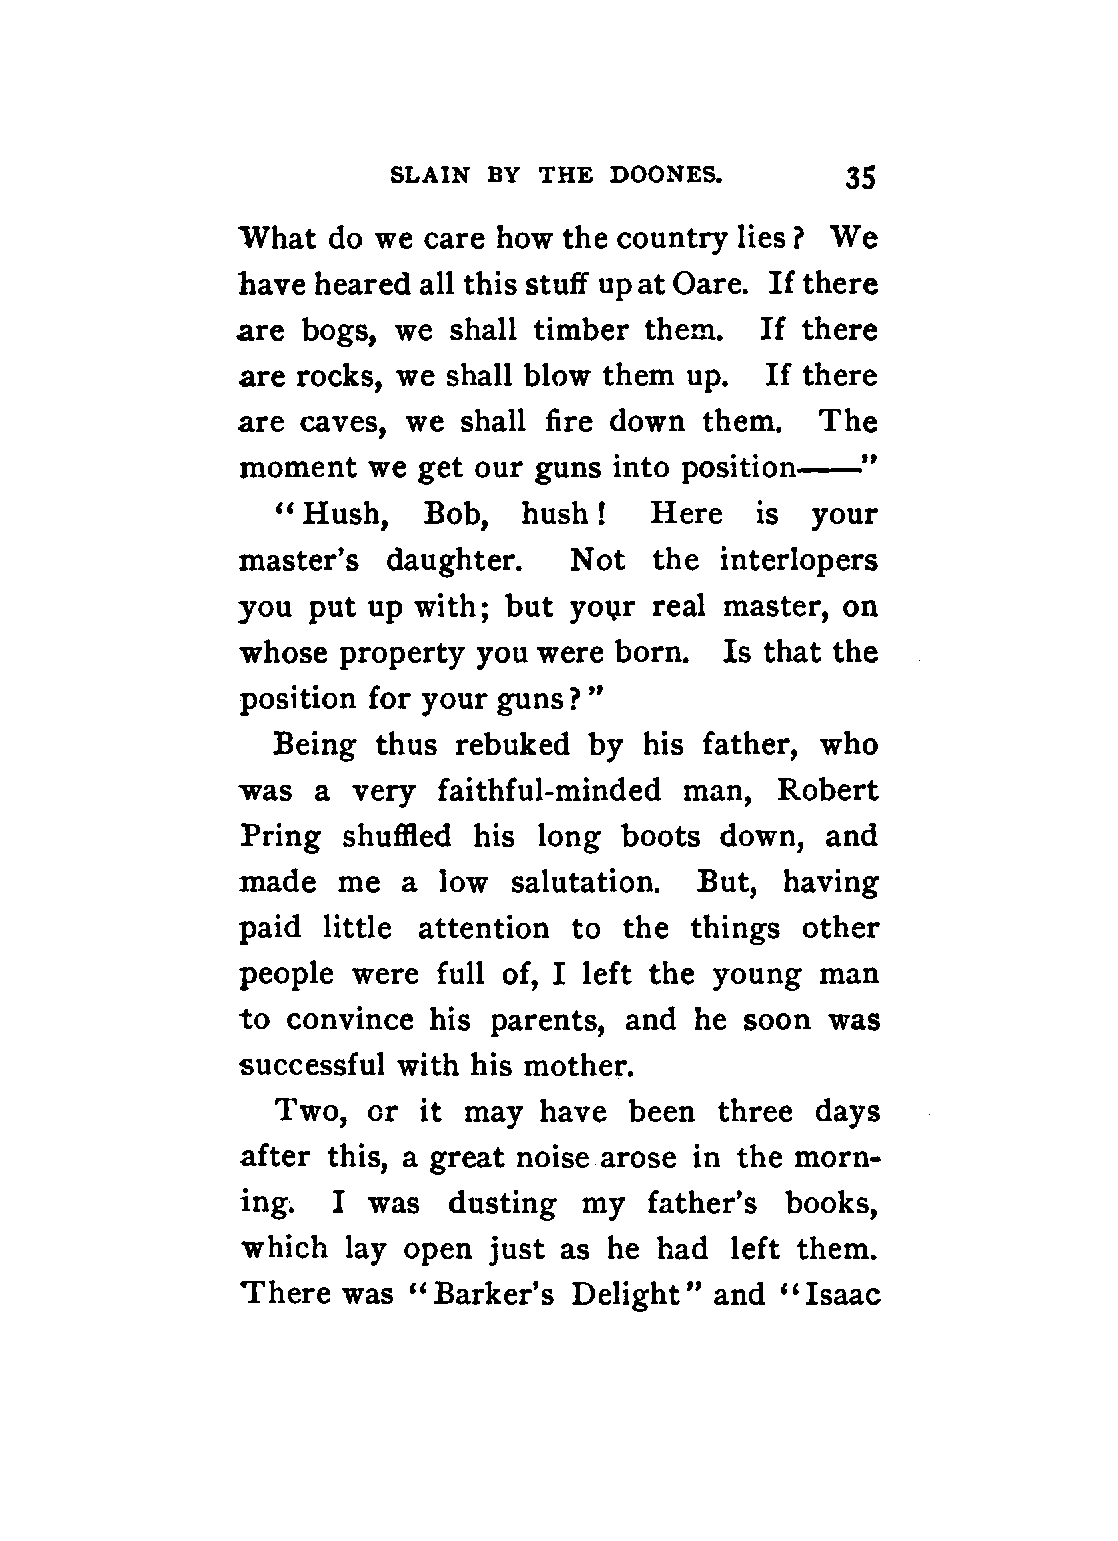 SLAIN BY THE DOONES. 35
What do we care how the country lies? We
have heared all this stuff up at Oare. If there
are bogs, we shall timber them. If there
are rocks, we shall blow them up. If there
are caves, we shall fire down them. The
moment we get our guns into position——"
"Hush, Bob, hush! Here is your
master's daughter. Not the interlopers
you put up with; but your real master, on
whose property you were born. Is that the
position for your guns?"
Being thus rebuked by his father, who
was a very faithful-minded man, Robert
Pring shuffled his long boots down, and
made me a low salutation. But, having
paid little attention to the things other
people were full of, I left the young man
to convince his parents, and he soon was
successful with his mother.
Two, or it may have been three days
after this, a great noise arose in the morn-
ing. I was dusting my father's books,
which lay open just as he had left them.
There was "Barker's Delight" and "Isaac